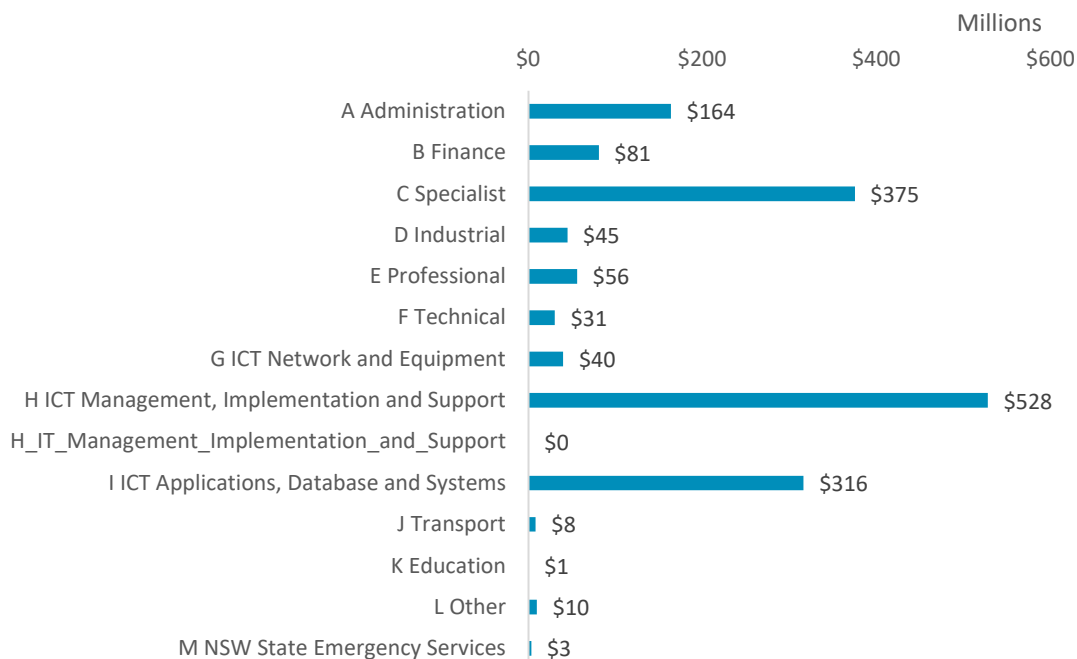 Millions
$0 $200 $400 $600
A Administration $164
B Finance $81
C Specialist $375
D Industrial $45
E Professional $56
F Technical $31
G ICT Network and Equipment $40
H ICT Management, Implementation and Support $528
H_IT_Management_Implementation_and_Support $0
I ICT Applications, Database and Systems $316
J Transport $8
K Education $1
L Other $10
M NSW State Emergency Services $3